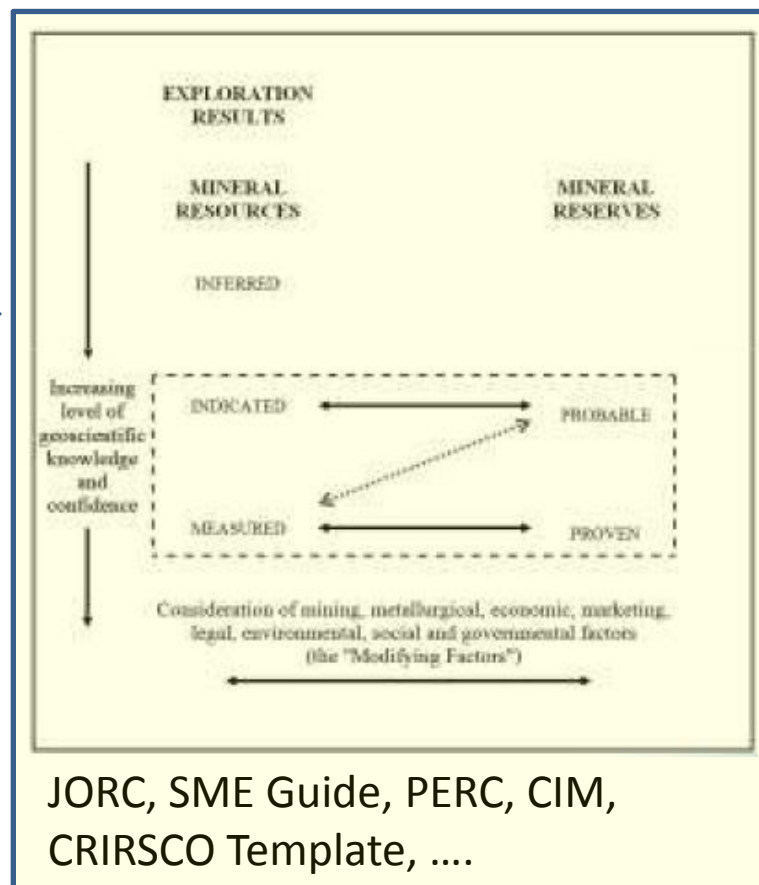 EXPLORATION
RESULTS
MINERAL
RESOURCES
MINERAL
RESERVES
INFERRED
Increasing
level of
geoscientific
knowledge
and
confidence
INDICATED
PROBABLE
MEASURED
PROVEN
Consideration of mining, metallurgical, economic, marketing,
legal, environmental, social and governmental factors
(the "Modifying Factors")
JORC, SME Guide, PERC, CIM,
CRIRSCO Template, ....